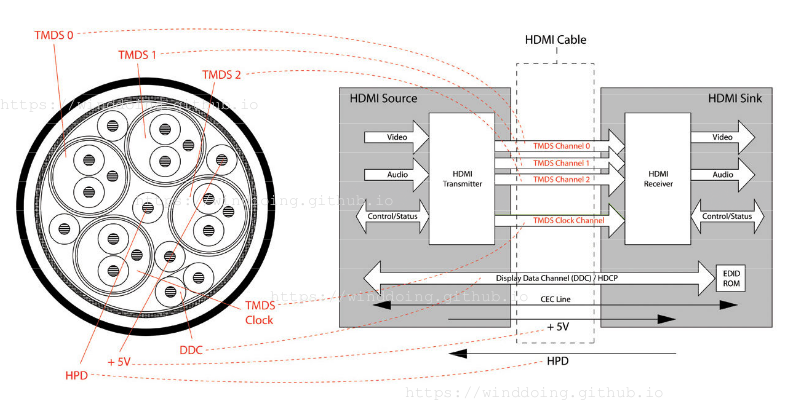 TMDS 0
TMDS 1
TMDS 2
HDMI Cable
HDMI Source
HDMI Sink
https://winddoing.github.io
Video
HDMI
Transmitter
TMDS Channel 0
TMDS Channel 1
TMDS Channel 2
HDMI
Receiver
Video
Audio
Audio
https://winddoing.github.io
Control/Status
TMDS Clock Channel
Control/Status
Display Data Channel (DDC) / HDCP
EDID
ROM
https://winddoing.github.io
CEC Line
TMDS
Clock
+ 5V
DDC
+ 5V
HPD
HPD
https://winddoing.github.io